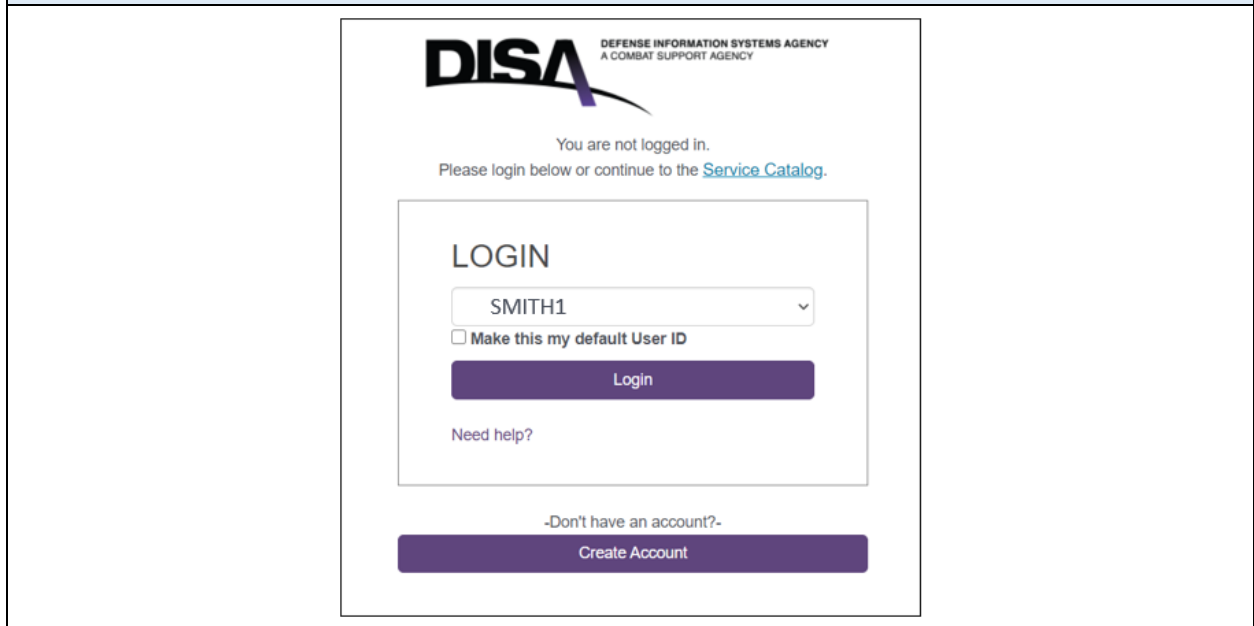 DISA
DEFENSE INFORMATION SYSTEMS AGENCY
A COMBAT SUPPORT AGENCY
You are not logged in.
Please login below or continue to the Service Catalog.
LOGIN
SMITH1
Make this my default User ID
Login
Need help?
-Don't have an account?-
Create Account